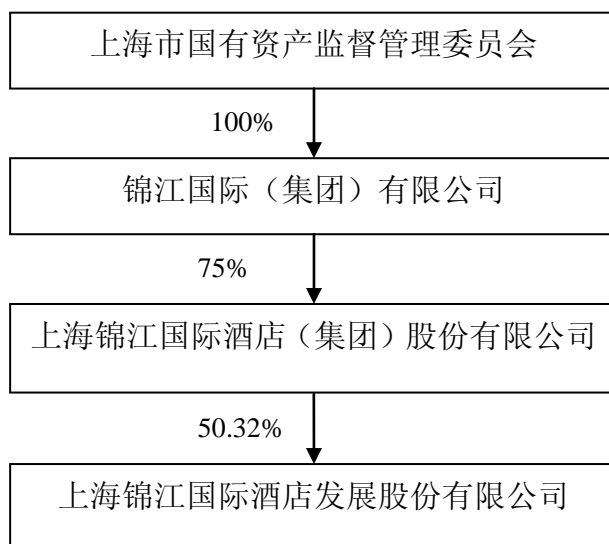 上海市国有资产监督管理委员会
100%
锦江国际（集团）有限公司
75%
上海锦江国际酒店（集团）股份有限公司
50.32%
上海锦江国际酒店发展股份有限公司